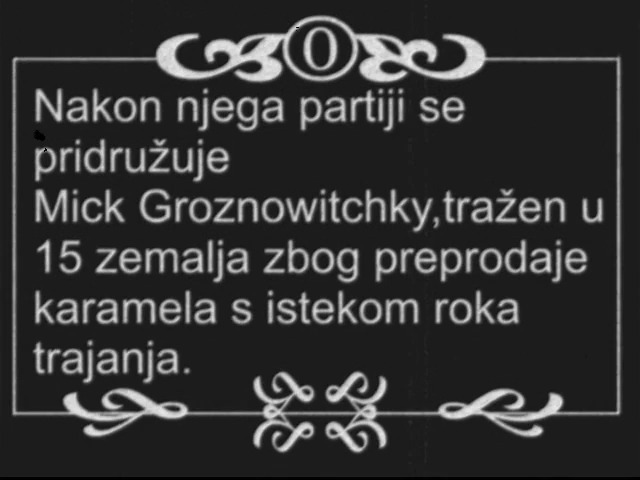 O
Nakon njega partiji se
pridružuje
Mick Groznowitchky,tražen u
15 zemalja zbog preprodaje
karamela s istekom roka
trajanja.